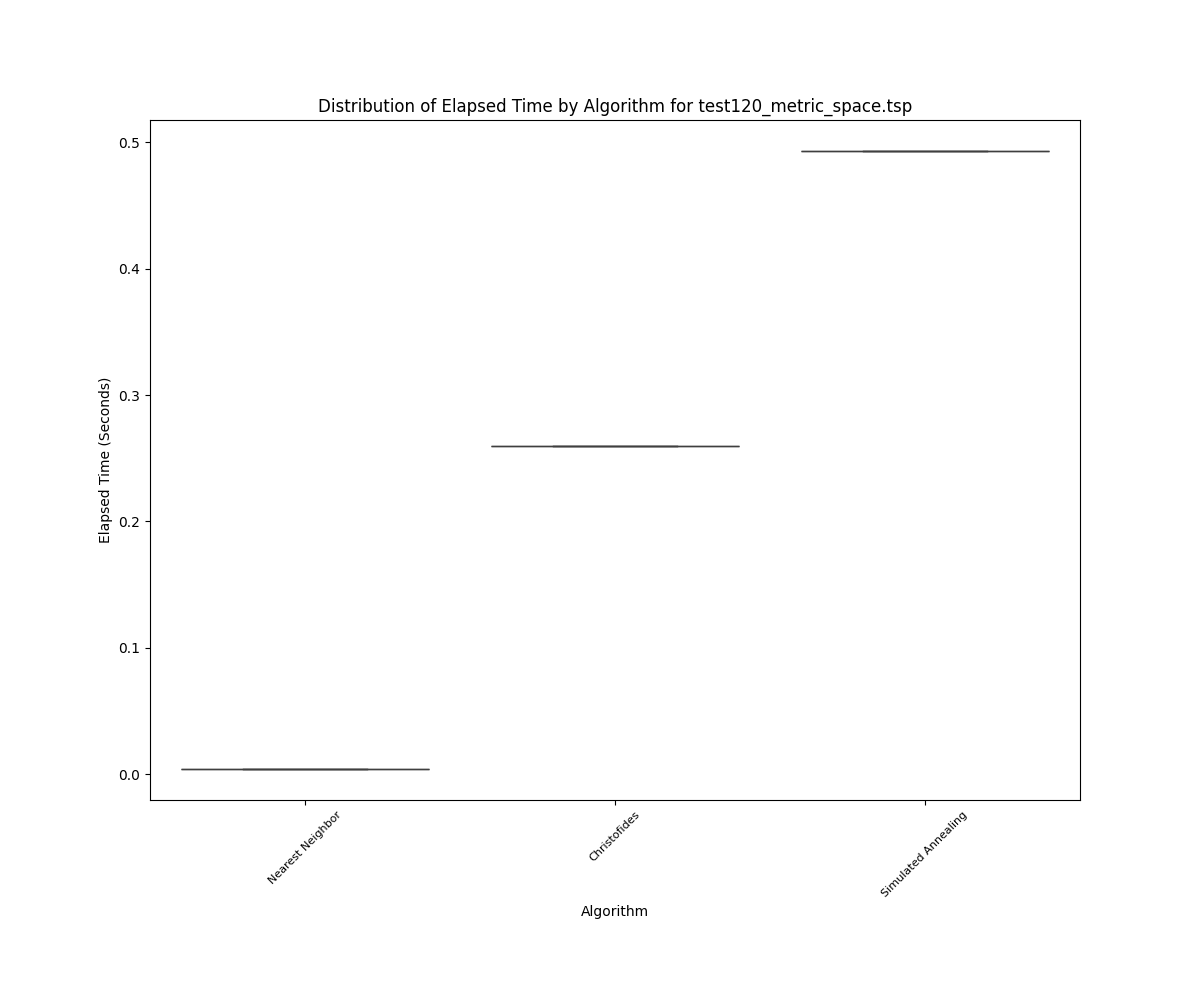 Distribution of Elapsed Time by Algorithm for test120_metric_space.tsp
Elapsed Time (Seconds)
0.5
0.4
0.3
0.2
0.1
0.0
Nearest Neighbor
Christofides
Simulated Annealing
Algorithm